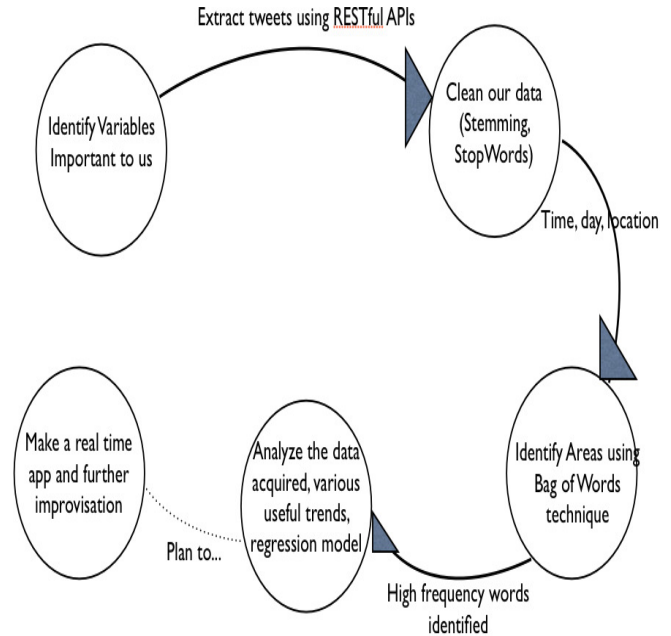 Extract tweets using RESTful APIs
Identify Variables
Important to us
Clean our data
(Stemming,
StopWords)
Time, day, location
Identify Areas using
Bag of Words
technique
High frequency words
identified
Analyze the data
acquired, various
useful trends,
regression model
Plan to...
Make a real time
app and further
improvisation